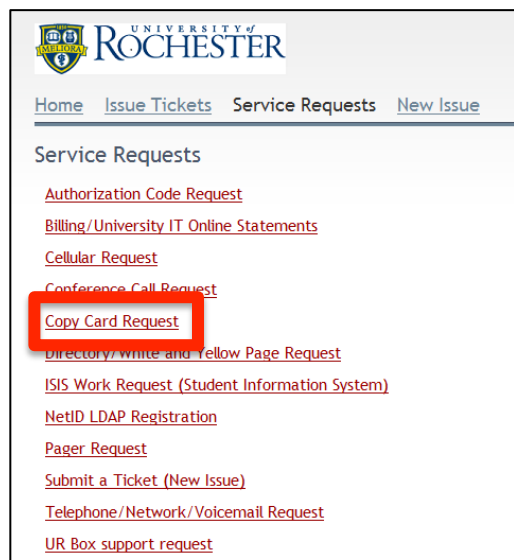 MELIORA
UNIVERSITY of
ROCHESTER
Home Issue Tickets Service Requests New Issue
Service Requests
Authorization Code Request
Billing/University IT Online Statements
Cellular Request
Conference Call Request
Copy Card Request
Directory/White and Yellow Page Request
ISIS Work Request (Student Information System)
NetID LDAP Registration
Pager Request
Submit a Ticket (New Issue)
Telephone/Network/Voicemail Request
UR Box support request